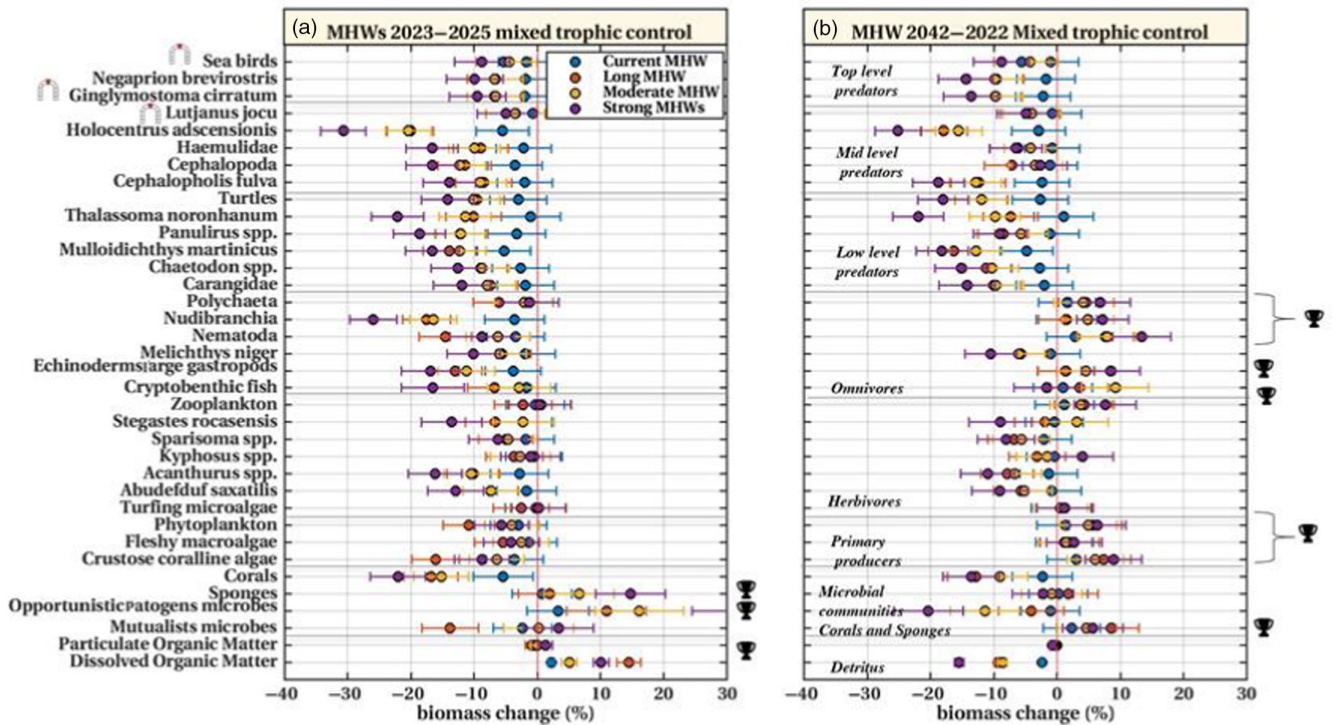 (a) MHWs 2023–2025 mixed trophic control
Current MHW
Long MHW
Moderate MHW
Strong MHWs
Sea birds
Negaprion brevirostris
Ginglymostoma cirratum
Lutjanus jocu
Holocentrus adscensionis
Haemulidae
Cephalopoda
Cephalopholis fulva
Turtles
Thalassoma noronhanum
Panulirus spp.
Mulloidichthys martinicus
Chaetodon spp.
Carangidae
Polychaeta
Nudibranchia
Nematoda
Melichthys niger
Echinodermslarge gastropods
Cryptobenthic fish
Zooplankton
Stegastes rocasensis
Sparisoma spp.
Kyphosus spp.
Acanthurus spp.
Abudefduf saxatilis
Turfing microalgae
Phytoplankton
Fleshy macroalgae
Crustose coralline algae
Corals
Sponges
Opportunisticpatogens microbes
Mutualists microbes
Particulate Organic Matter
Dissolved Organic Matter
−40 −30 −20 −10 0 10 20 30
biomass change (%)
(b) MHW 2042−2022 Mixed trophic control
Top level
predators
Mid level
predators
Low level
predators
Omnivores
Herbivores
Primary
producers
Microbial
communities
Corals and Sponges
Detritus
−40 −30 −20 −10 0 10 20 30
biomass change (%)